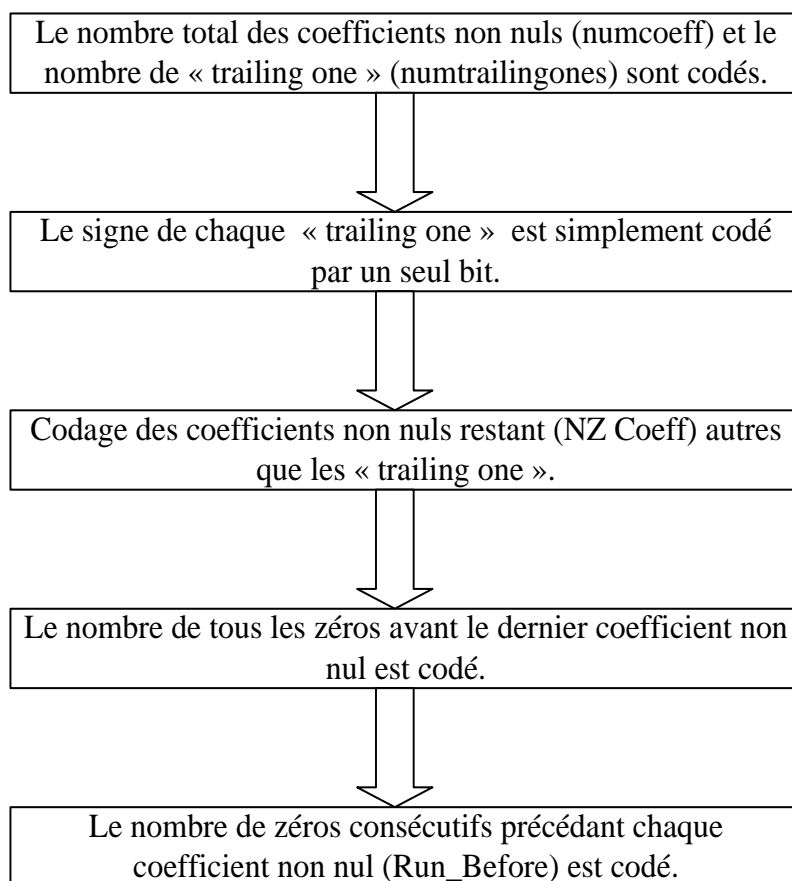 Le nombre total des coefficients non nuls (numcoeff) et le
nombre de « trailing one » (numtrailingones) sont codés.
Le signe de chaque « trailing one » est simplement codé
par un seul bit.
Codage des coefficients non nuls restant (NZ Coeff) autres
que les « trailing one ».
Le nombre de tous les zéros avant le dernier coefficient non
nul est codé.
Le nombre de zéros consécutifs précédant chaque
coefficient non nul (Run_Before) est codé.